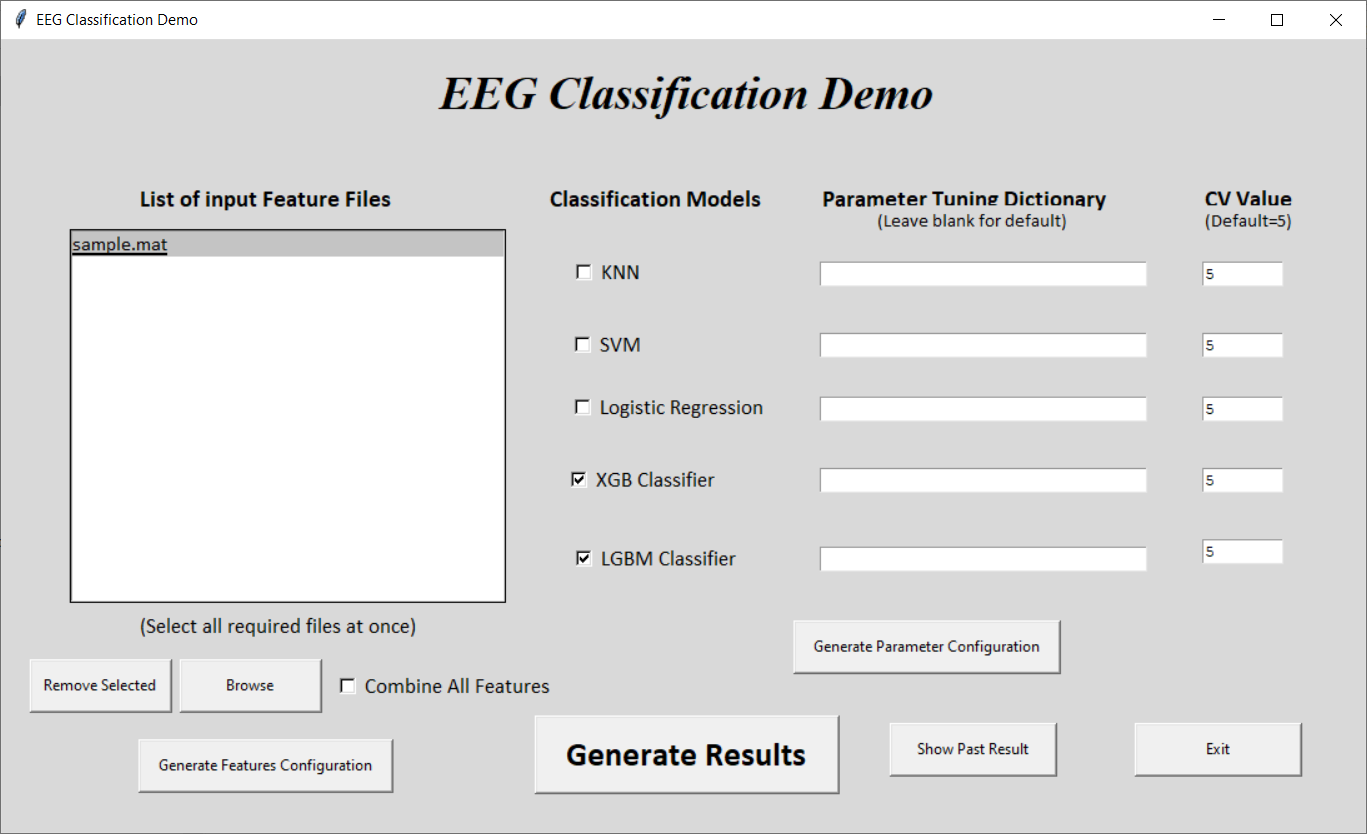 EEG Classification Demo
EEG Classification Demo
List of input Feature Files
Classification Models
Parameter Tuning Dictionary
CV Value
(Leave blank for default)
(Default=5)
sample.mat
KNN
5
SVM
5
Logistic Regression
5
XGB Classifier
5
LGBM Classifier
5
(Select all required files at once)
Generate Parameter Configuration
Remove Selected
Browse
Combine All Features
Generate Features Configuration
Generate Results
Show Past Result
Exit